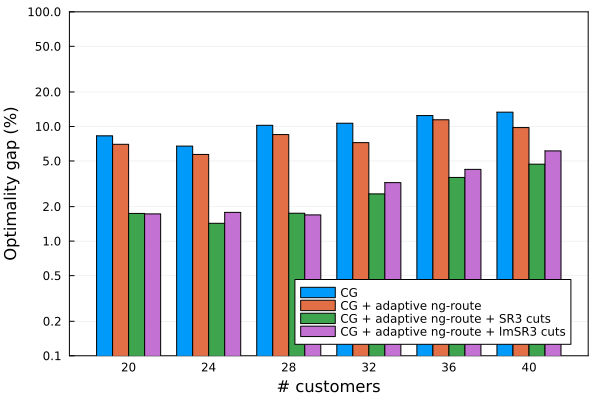 100.0
50.0
20.0
10.0
5.0
2.0
1.0
0.5
0.2
0.1
Optimality gap (%)
CG
CG + adaptive ng-route
CG + adaptive ng-route + SR3 cuts
CG + adaptive ng-route + lmSR3 cuts
20 24 28 32 36 40
# customers